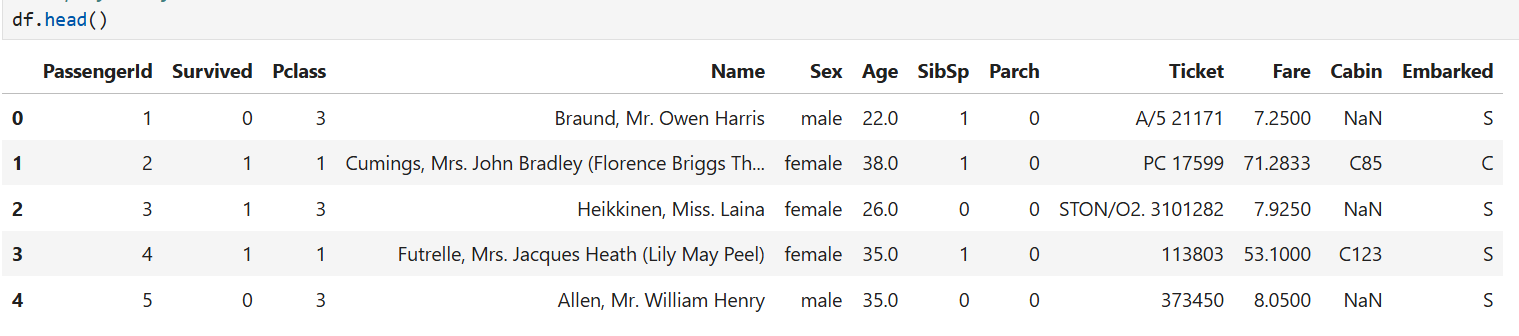 df.head()
PassengerId Survived Pclass Name Sex Age SibSp Parch Ticket Fare Cabin Embarked
0 1 0 3 Braund, Mr. Owen Harris male 22.0 1 0 A/5 21171 7.2500 NaN S
1 2 1 1 Cumings, Mrs. John Bradley (Florence Briggs Th... female 38.0 1 0 PC 17599 71.2833 C85 C
2 3 1 3 Heikkinen, Miss. Laina female 26.0 0 0 STON/O2. 3101282 7.9250 NaN S
3 4 1 1 Futrelle, Mrs. Jacques Heath (Lily May Peel) female 35.0 1 0 113803 53.1000 C123 S
4 5 0 3 Allen, Mr. William Henry male 35.0 0 0 373450 8.0500 NaN S